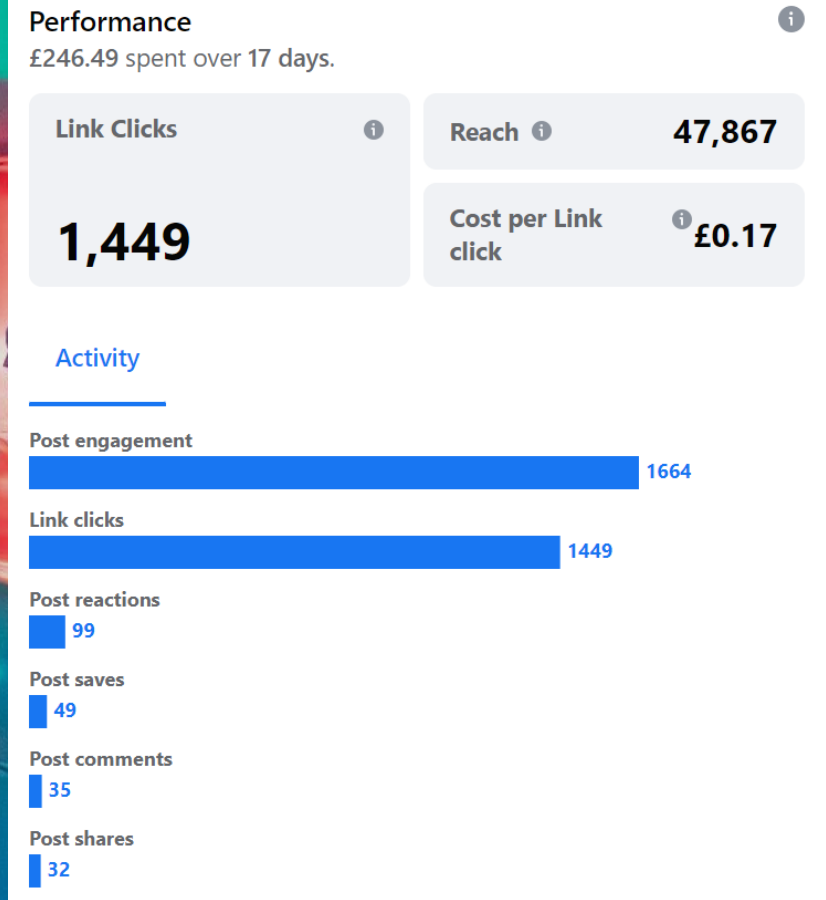 Performance
£246.49 spent over 17 days.
Link Clicks
1,449
Reach
47,867
Cost per Link
click
£0.17
Activity
Post engagement
1664
Link clicks
1449
Post reactions
99
Post saves
49
Post comments
35
Post shares
32